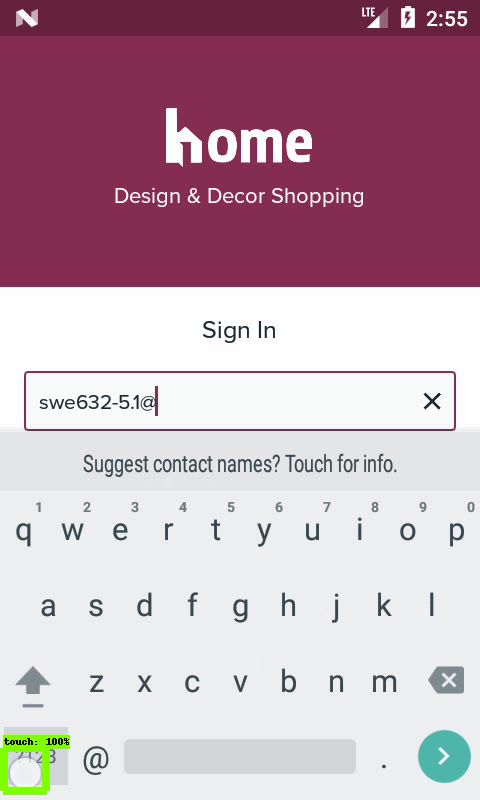 LTE 2:55
home
Design & Decor Shopping
Sign In
swe632-5.1@
Suggest contact names? Touch for info.
1 2 3 4 5 6 7 8 9 0
q w e r t y u i o p
a s d f g h j k l
z x c v b n m
touch: 100%
?123 @ .